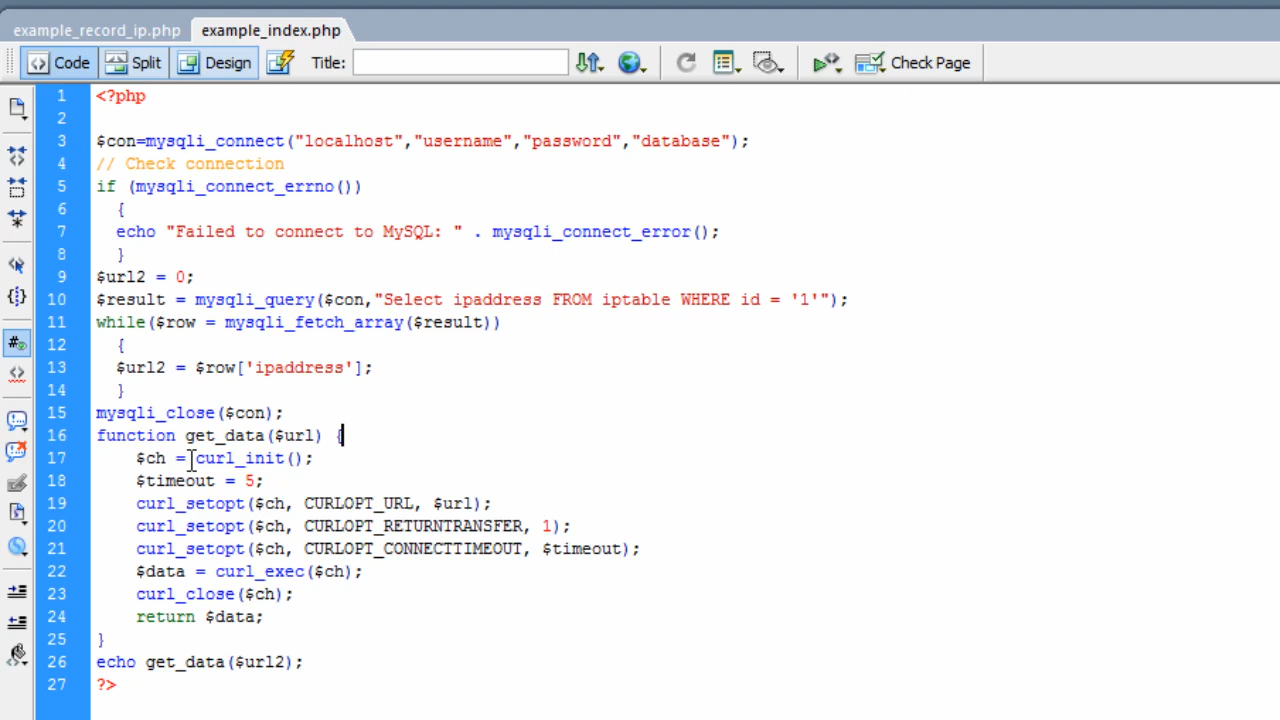 example_record_ip.php example_index.php
Code Split Design Title: Check Page
1 <?php
2
3 $con=mysqli_connect("localhost","username","password","database");
4 // Check connection
5 if (mysqli_connect_errno())
6 {
7 echo "Failed to connect to MySQL: " . mysqli_connect_error();
8 }
9 $url2 = 0;
10 $result = mysqli_query($con,"Select ipaddress FROM iptable WHERE id = '1'");
11 while($row = mysqli_fetch_array($result))
12 {
13 $url2 = $row['ipaddress'];
14 }
15 mysqli_close($con);
16 function get_data($url) {
17 $ch = curl_init();
18 $timeout = 5;
19 curl_setopt($ch, CURLOPT_URL, $url);
20 curl_setopt($ch, CURLOPT_RETURNTRANSFER, 1);
21 curl_setopt($ch, CURLOPT_CONNECTTIMEOUT, $timeout);
22 $data = curl_exec($ch);
23 curl_close($ch);
24 return $data;
25 }
26 echo get_data($url2);
27 ?>